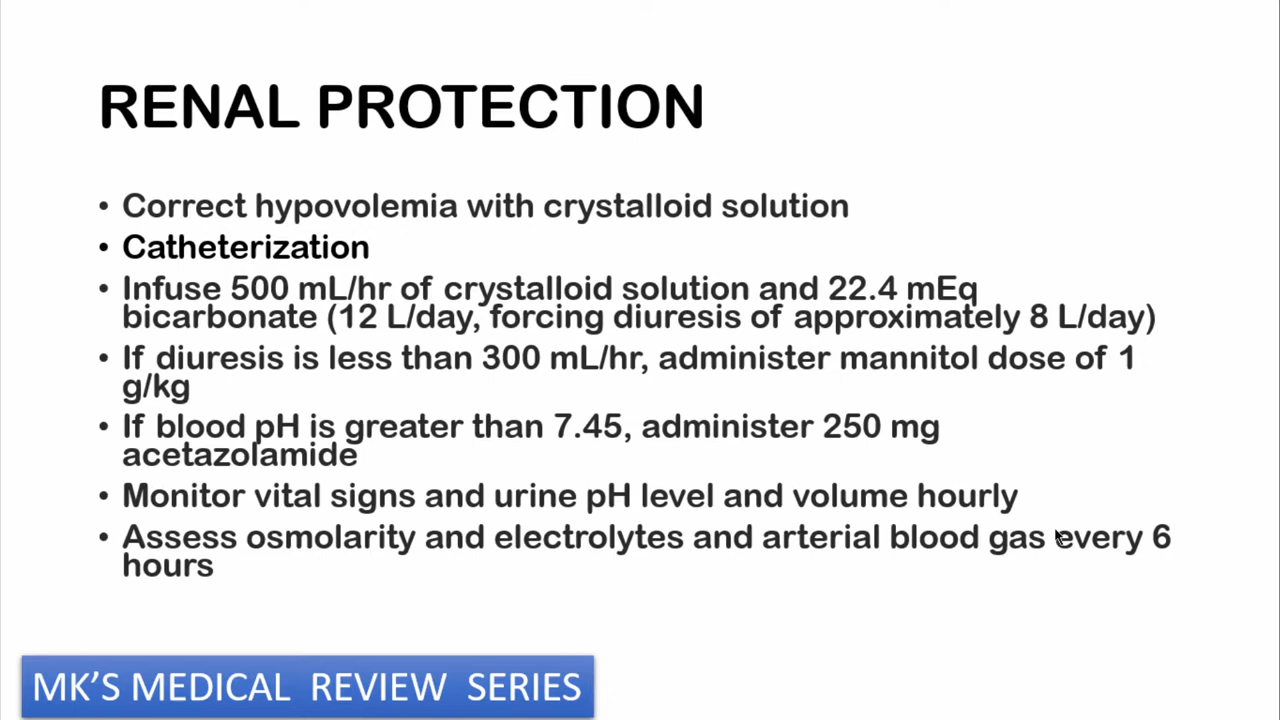 RENAL PROTECTION
• Correct hypovolemia with crystalloid solution
• Catheterization
• Infuse 500 mL/hr of crystalloid solution and 22.4 mEq
bicarbonate (12 L/day, forcing diuresis of approximately 8 L/day)
• If diuresis is less than 300 mL/hr, administer mannitol dose of 1
g/kg
• If blood pH is greater than 7.45, administer 250 mg
acetazolamide
• Monitor vital signs and urine pH level and volume hourly
• Assess osmolarity and electrolytes and arterial blood gas every 6
hours
MK'S MEDICAL REVIEW SERIES